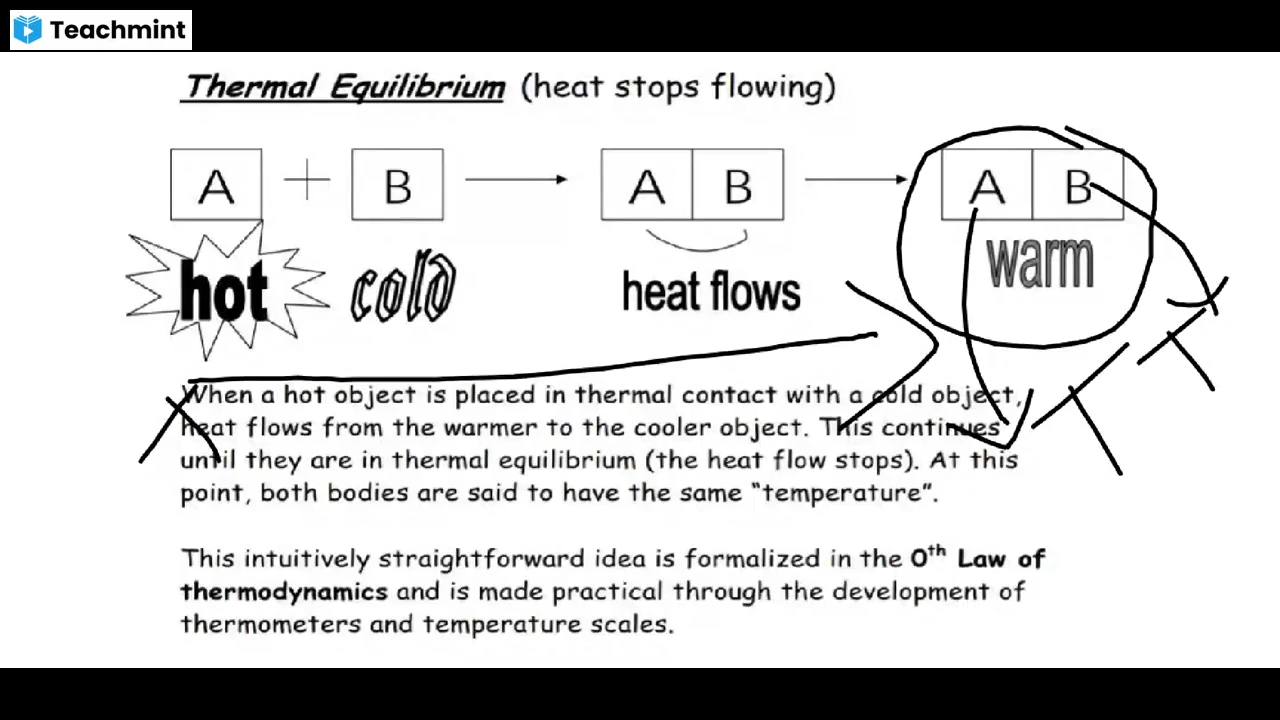 Teachmint
Thermal Equilibrium (heat stops flowing)
A + B A B A B
hot cold heat flows warm
When a hot object is placed in thermal contact with a cold object,
heat flows from the warmer to the cooler object. This continues
until they are in thermal equilibrium (the heat flow stops). At this
point, both bodies are said to have the same “temperature”.
This intuitively straightforward idea is formalized in the 0th Law of
thermodynamics and is made practical through the development of
thermometers and temperature scales.